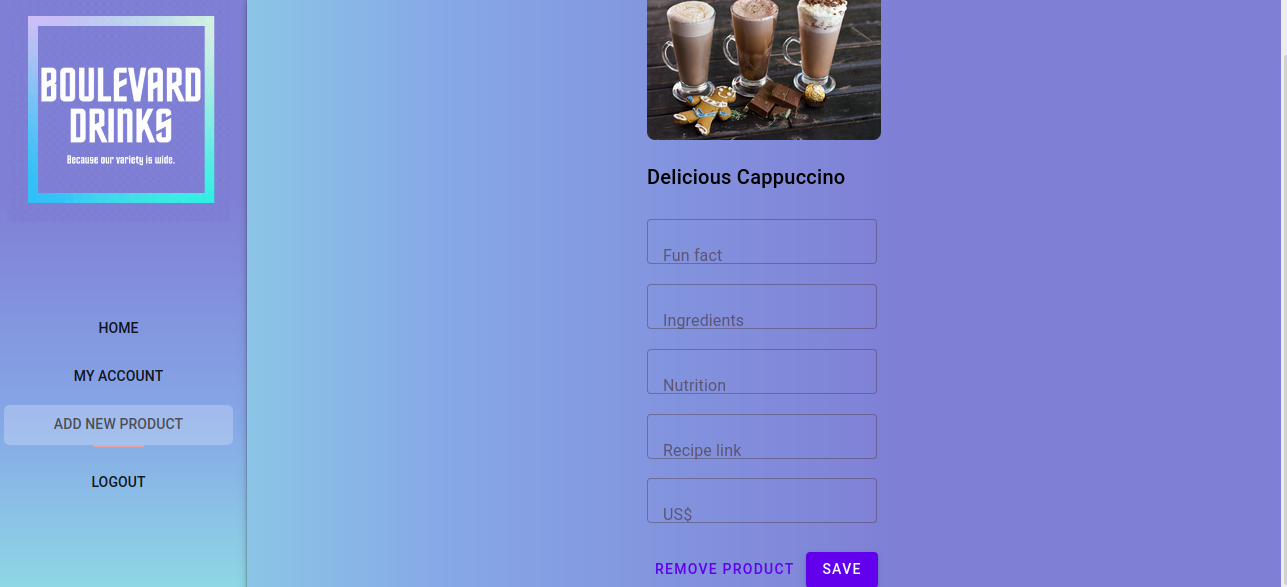 BOULEVARD
DRINKS
Because our variety is wide.
HOME
MY ACCOUNT
ADD NEW PRODUCT
LOGOUT
Delicious Cappuccino
Fun fact
Ingredients
Nutrition
Recipe link
US$
REMOVE PRODUCT SAVE